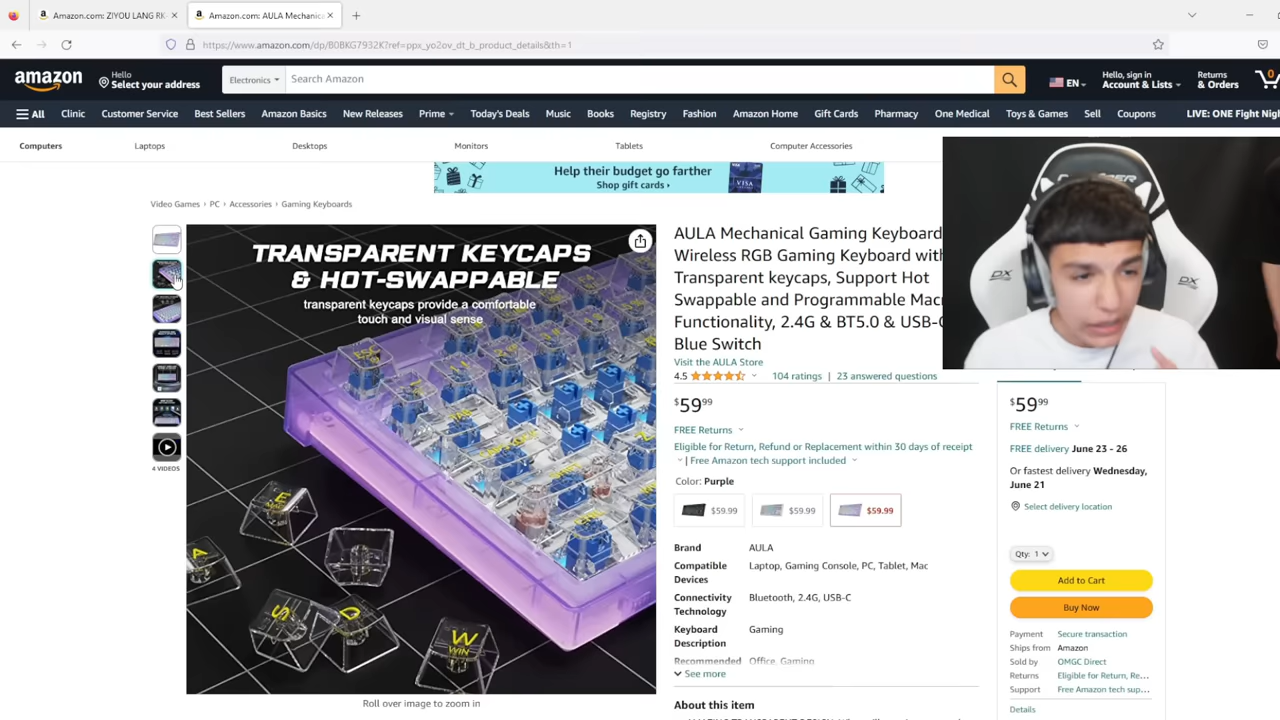 Amazon.com: ZIYOU LANG RK
Amazon.com: AULA Mechanica
https://www.amazon.com/dp/B0BKG7932K?ref=ppx_yo2ov_dt_b_product_details&th=1
amazon
Hello
Select your address
Electronics
Search Amazon
EN
Hello, sign in
Account & Lists
Returns
& Orders
0
All
Clinic
Customer Service
Best Sellers
Amazon Basics
New Releases
Prime
Today's Deals
Music
Books
Registry
Fashion
Amazon Home
Gift Cards
Pharmacy
One Medical
Toys & Games
Sell
Coupons
LIVE: ONE Fight Nig
Computers
Laptops
Desktops
Monitors
Tablets
Computer Accessories
Help their budget go farther
Shop gift cards ›
VISA
Video Games › PC › Accessories › Gaming Keyboards
TRANSPARENT KEYCAPS
& HOT-SWAPPABLE
transparent keycaps provide a comfortable
touch and visual sense
A
S
D
W
WIN
4 VIDEOS
Roll over image to zoom in
AULA Mechanical Gaming Keyboard
Wireless RGB Gaming Keyboard with
Transparent keycaps, Support Hot
Swappable and Programmable Mac
Functionality, 2.4G & BT5.0 & USB-C
Blue Switch
Visit the AULA Store
4.5
104 ratings | 23 answered questions
$59 99
FREE Returns
Eligible for Return, Refund or Replacement within 30 days of receipt
| Free Amazon tech support included
Color: Purple
$59.99
$59.99
$59.99
Brand AULA
Compatible Devices Laptop, Gaming Console, PC, Tablet, Mac
Connectivity Technology Bluetooth, 2.4G, USB-C
Keyboard Description Gaming
Recommended Office, Gaming
See more
About this item
DX
DX
$59 99
FREE Returns
FREE delivery June 23 - 26
Or fastest delivery Wednesday,
June 21
Select delivery location
Qty: 1
Add to Cart
Buy Now
Payment Secure transaction
Ships from Amazon
Sold by OMGC Direct
Returns Eligible for Return, Re...
Support Free Amazon tech sup...
Details